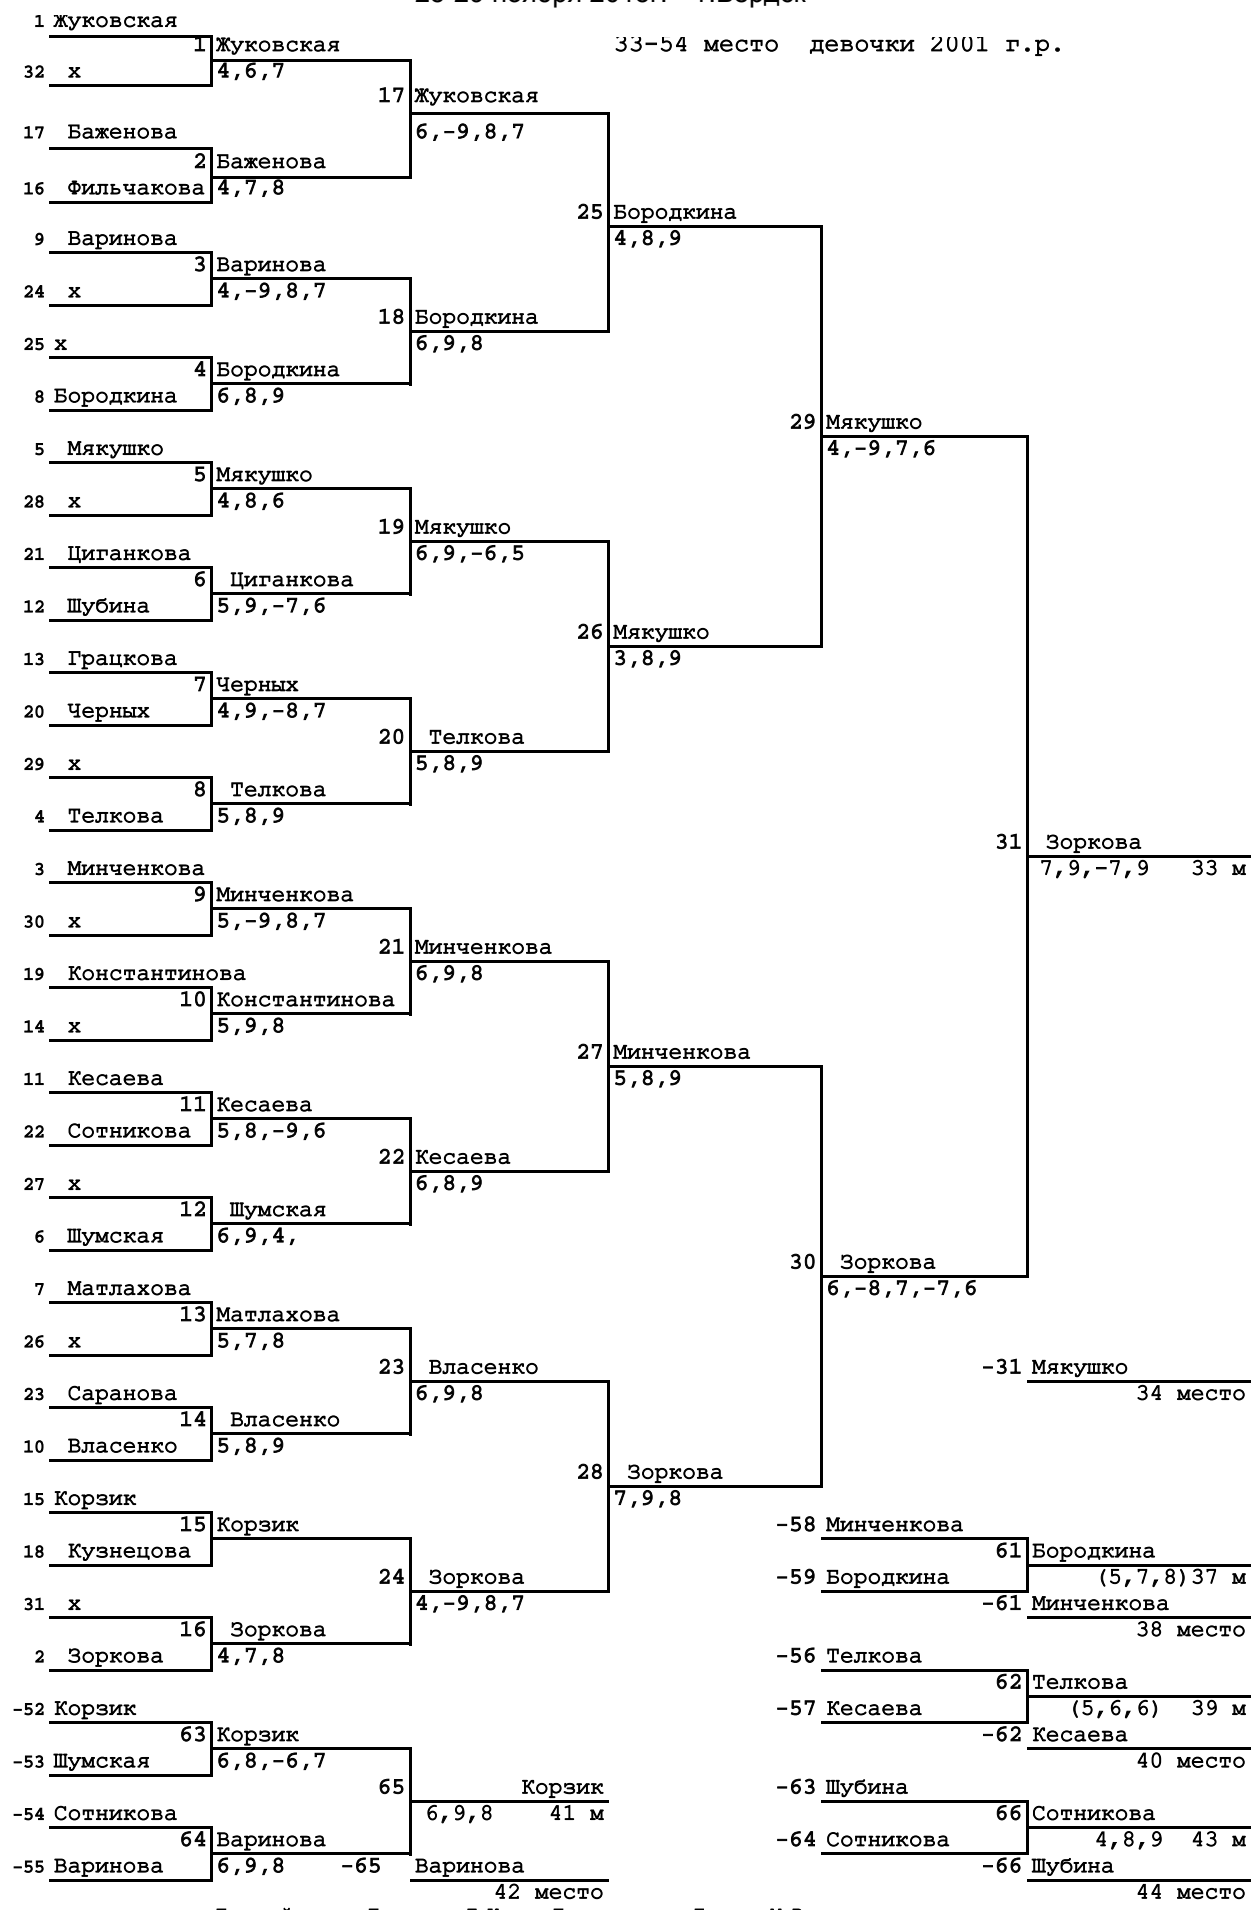 1 Жуковская
1 Жуковская
33-54 место девочки 2001 г.р.
32 х
4,6,7
17 Жуковская
17 Баженова
6,-9,8,7
2 Баженова
16 Фильчакова
4,7,8
25 Бородкина
9 Варинова
4,8,9
3 Варинова
24 х
4,-9,8,7
18 Бородкина
25 х
6,9,8
4 Бородкина
8 Бородкина
6,8,9
29 Мякушко
5 Мякушко
4,-9,7,6
5 Мякушко
28 х
4,8,6
19 Мякушко
21 Циганкова
6,9,-6,5
6 Циганкова
12 Шубина
5,9,-7,6
26 Мякушко
13 Грацкова
3,8,9
7 Черных
20 Черных
4,9,-8,7
20 Телкова
29 х
5,8,9
8 Телкова
4 Телкова
5,8,9
31 Зоркова
3 Минченкова
7,9,-7,9 33 м
9 Минченкова
30 х
5,-9,8,7
21 Минченкова
19 Константинова
6,9,8
10 Константинова
14 х
5,9,8
27 Минченкова
11 Кесаева
5,8,9
11 Кесаева
22 Сотникова
5,8,-9,6
22 Кесаева
27 х
6,8,9
12 Шумская
6 Шумская
6,9,4,
30 Зоркова
7 Матлахова
6,-8,7,-7,6
13 Матлахова
26 х
5,7,8
23 Власенко
-31 Мякушко
23 Саранова
6,9,8
34 место
14 Власенко
10 Власенко
5,8,9
28 Зоркова
15 Корзик
7,9,8
15 Корзик
-58 Минченкова
18 Кузнецова
61 Бородкина
24 Зоркова
-59 Бородкина
(5,7,8)37 м
31 х
4,-9,8,7
-61 Минченкова
16 Зоркова
38 место
2 Зоркова
4,7,8
-56 Телкова
62 Телкова
-52 Корзик
-57 Кесаева
(5,6,6) 39 м
63 Корзик
-62 Кесаева
-53 Шумская
6,8,-6,7
40 место
65 Корзик
-63 Шубина
-54 Сотникова
6,9,8 41 м
66 Сотникова
64 Варинова
-64 Сотникова
4,8,9 43 м
-55 Варинова
6,9,8
-65 Варинова
-66 Шубина
42 место
44 место